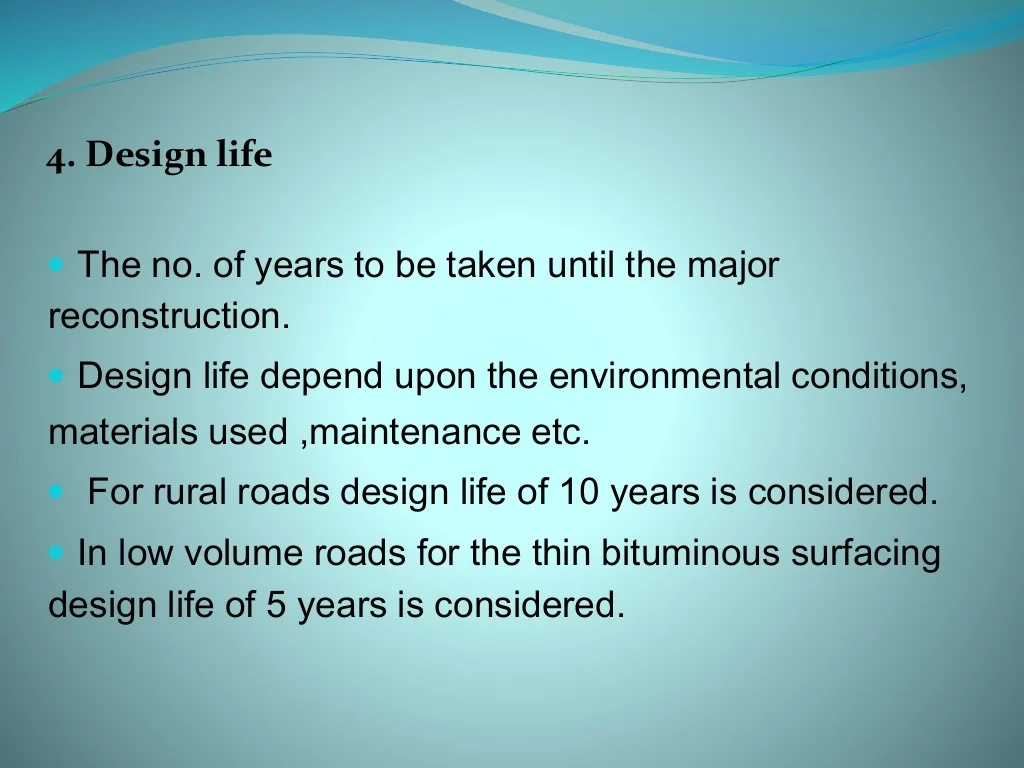 4. Design life
• The no. of years to be taken until the major
reconstruction.
• Design life depend upon the environmental conditions,
materials used ,maintenance etc.
• For rural roads design life of 10 years is considered.
• In low volume roads for the thin bituminous surfacing
design life of 5 years is considered.